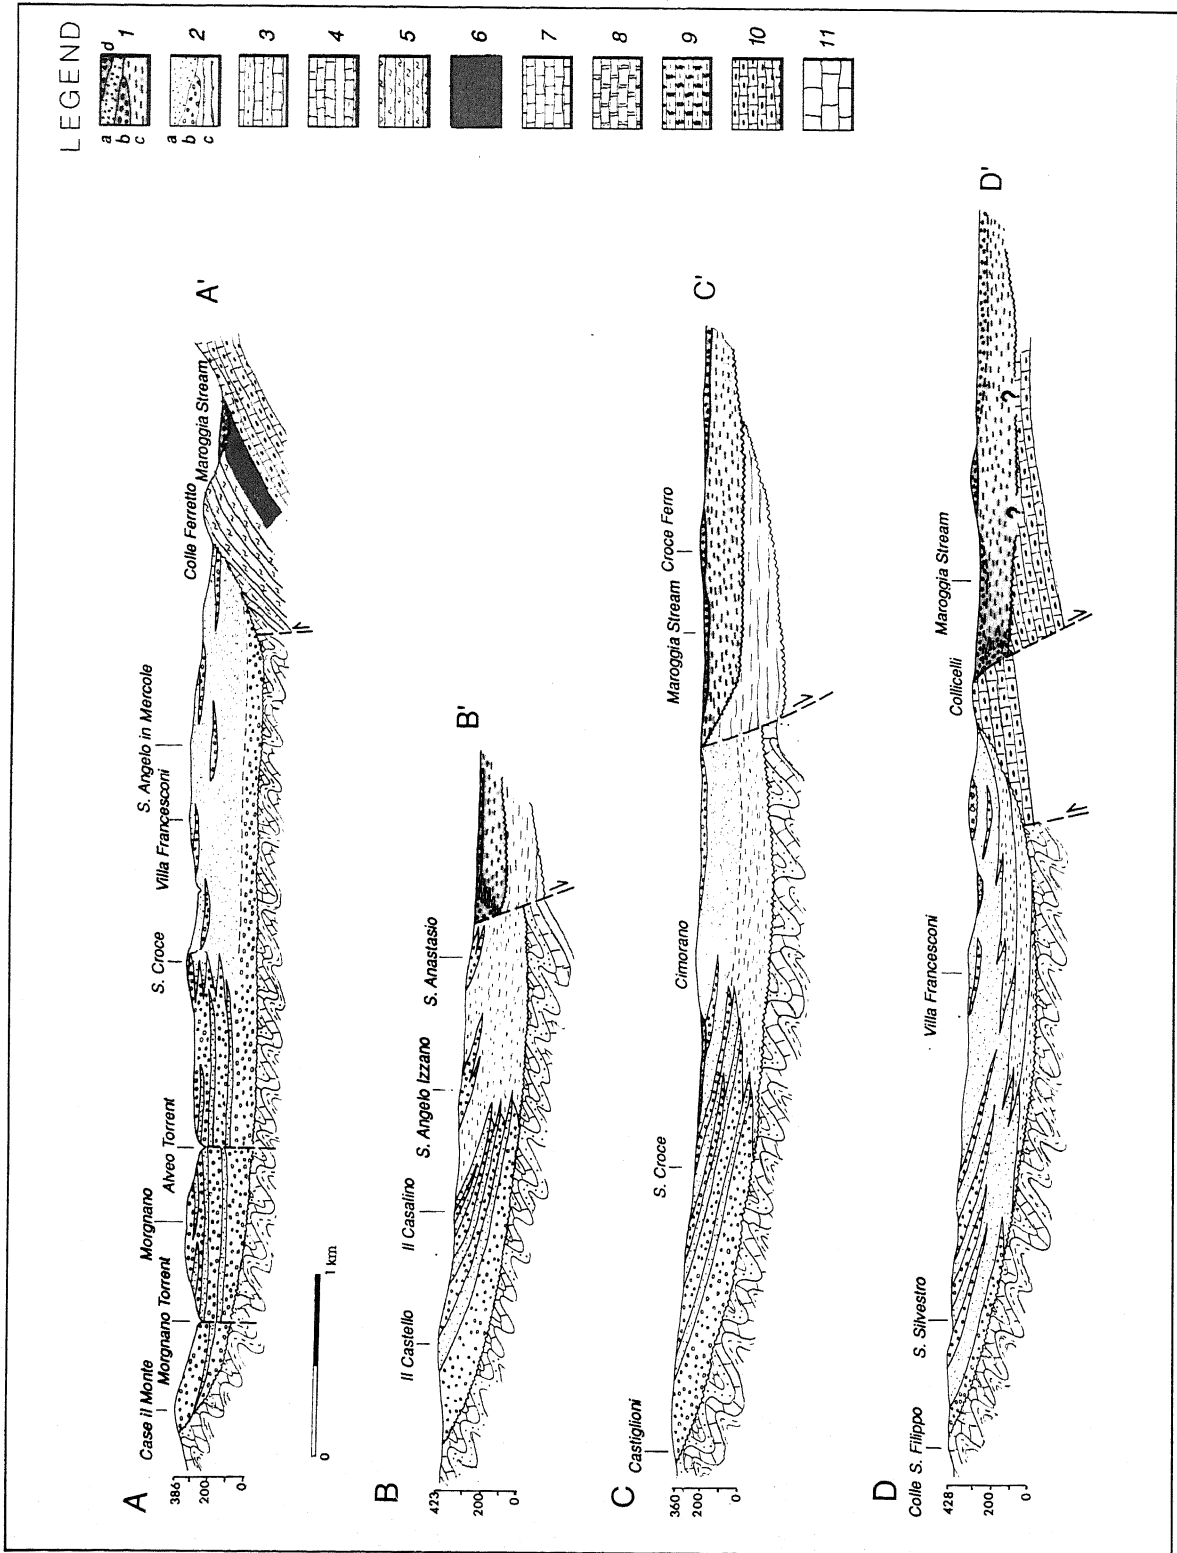 LEGEND
1
a
b
c
d
2
a
b
c
3
4
5
6
7
8
9
10
11
A
386
200
0
Case il Monte
Morgnano Torrent
Morgnano
Alveo Torrent
S. Croce
Villa Francesconi
S. Angelo in Mercole
Colle Ferretto
Maroggia Stream
A'
0
1 km
B
423
200
0
Il Castello
Il Casalino
S. Angelo Izzano
S. Anastasio
B'
C
360
200
0
Castiglioni
S. Croce
Cimorano
Maroggia Stream
Croce Ferro
C'
D
428
200
0
Colle S. Filippo
S. Silvestro
Villa Francesconi
Collicelli
Maroggia Stream
?
?
D'